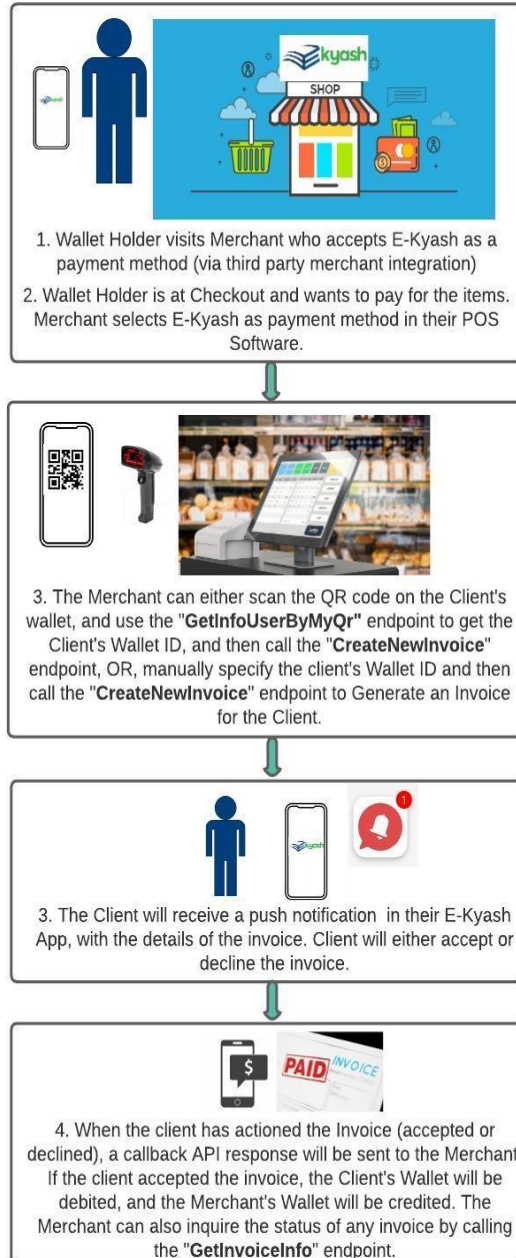 kyash
SHOP
kyash
1. Wallet Holder visits Merchant who accepts E-Kyash as a
payment method (via third party merchant integration)
2. Wallet Holder is at Checkout and wants to pay for the items.
Merchant selects E-Kyash as payment method in their POS
Software.
3. The Merchant can either scan the QR code on the Client's
wallet, and use the "GetInfoUserByMyQr" endpoint to get the
Client's Wallet ID, and then call the "CreateNewInvoice"
endpoint, OR, manually specify the client's Wallet ID and then
call the "CreateNewInvoice" endpoint to Generate an Invoice
for the Client.
1
kyash
3. The Client will receive a push notification in their E-Kyash
App, with the details of the invoice. Client will either accept or
decline the invoice.
$
PAID
INVOICE
4. When the client has actioned the Invoice (accepted or
declined), a callback API response will be sent to the Merchant
If the client accepted the invoice, the Client's Wallet will be
debited, and the Merchant's Wallet will be credited. The
Merchant can also inquire the status of any invoice by calling
the "GetInvoiceInfo" endpoint.